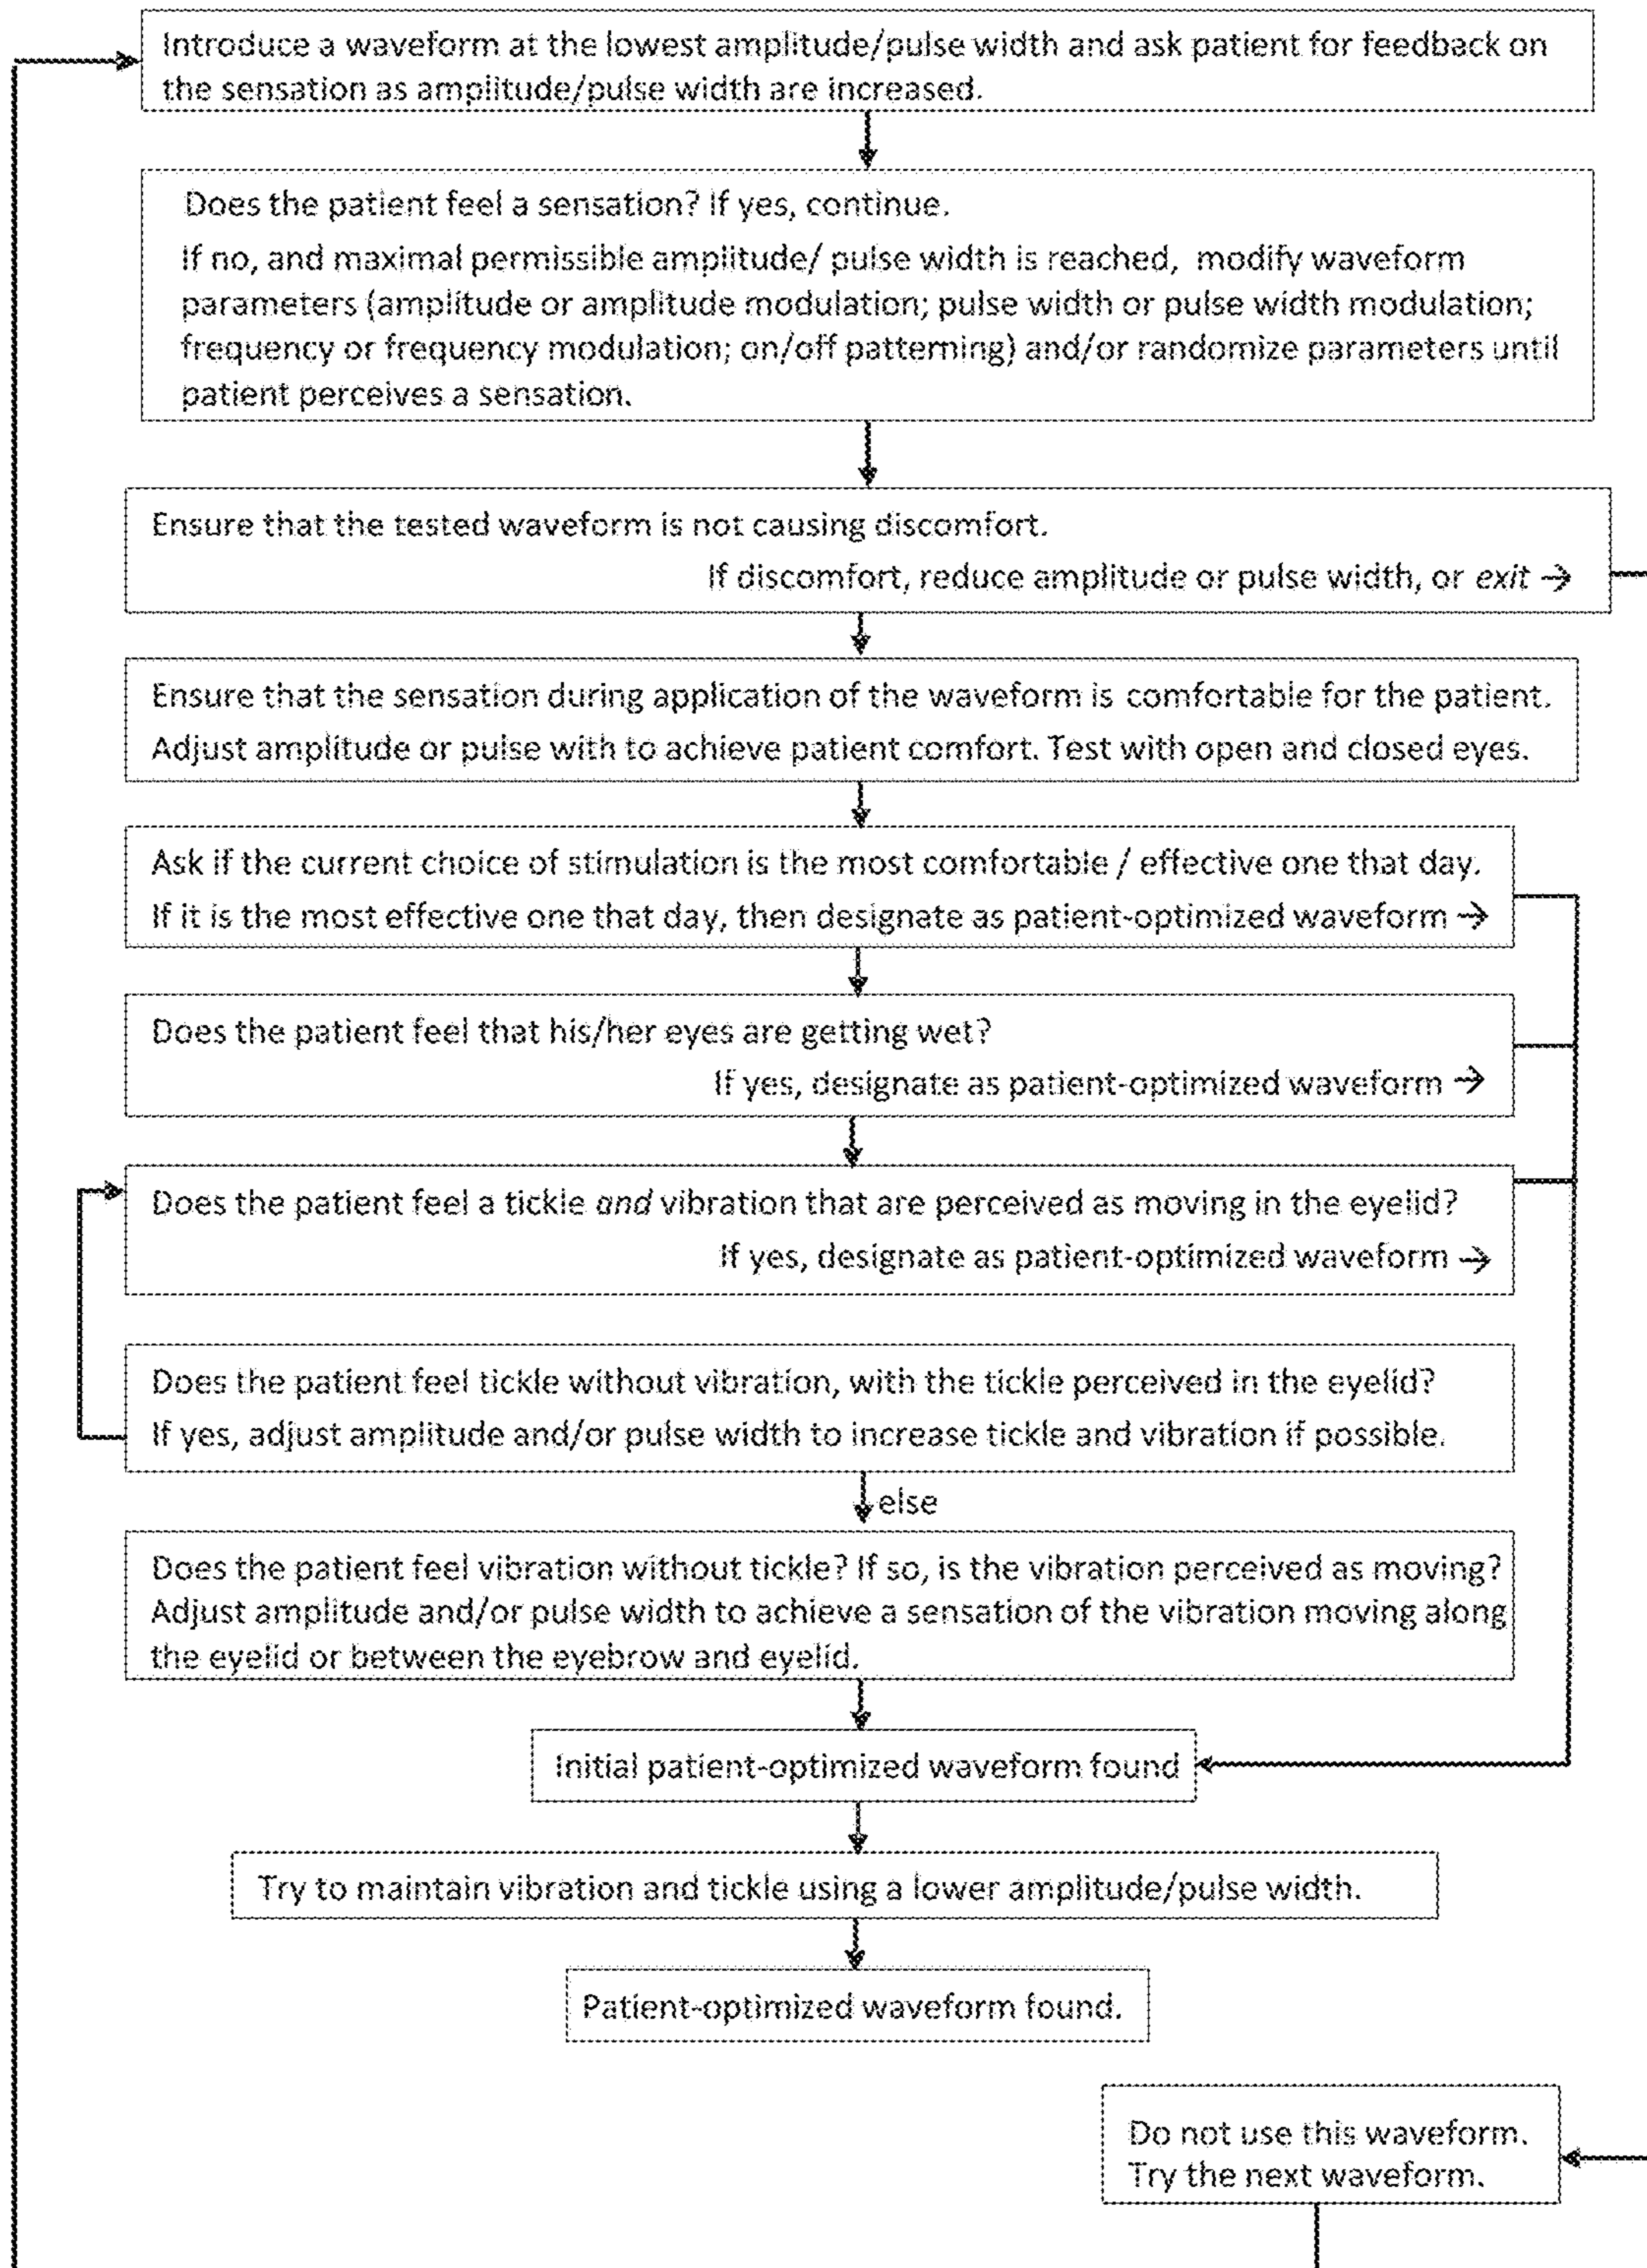 Introduce a waveform at the lowest amplitude/pulse width and ask patient for feedback on
the sensation as amplitude/pulse width are increased.
Does the patient feel a sensation? If yes, continue.
If no, and maximal permissible amplitude/ pulse width is reached, modify waveform
parameters (amplitude or amplitude modulation; pulse width or pulse width modulation;
frequency or frequency modulation; on/off patterning) and/or randomize parameters until
patient perceives a sensation.
Ensure that the tested waveform is not causing discomfort.
If discomfort, reduce amplitude or pulse width, or exit →
Ensure that the sensation during application of the waveform is comfortable for the patient.
Adjust amplitude or pulse with to achieve patient comfort. Test with open and closed eyes.
Ask if the current choice of stimulation is the most comfortable / effective one that day.
If it is the most effective one that day, then designate as patient-optimized waveform →
Does the patient feel that his/her eyes are getting wet?
If yes, designate as patient-optimized waveform →
Does the patient feel a tickle and vibration that are perceived as moving in the eyelid?
If yes, designate as patient-optimized waveform →
Does the patient feel tickle without vibration, with the tickle perceived in the eyelid?
If yes, adjust amplitude and/or pulse width to increase tickle and vibration if possible.
else
Does the patient feel vibration without tickle? If so, is the vibration perceived as moving?
Adjust amplitude and/or pulse width to achieve a sensation of the vibration moving along
the eyelid or between the eyebrow and eyelid.
Initial patient-optimized waveform found
Try to maintain vibration and tickle using a lower amplitude/pulse width.
Patient-optimized waveform found.
Do not use this waveform.
Try the next waveform.